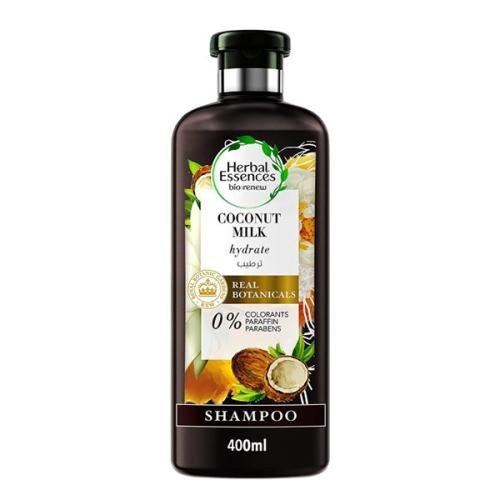 Herbal
Essences
bio:renew
COCONUT
MILK
hydrate
ترطيب
REAL
BOTANICALS
0% COLORANTS
PARAFFIN
PARABENS
SHAMPOO
400ml